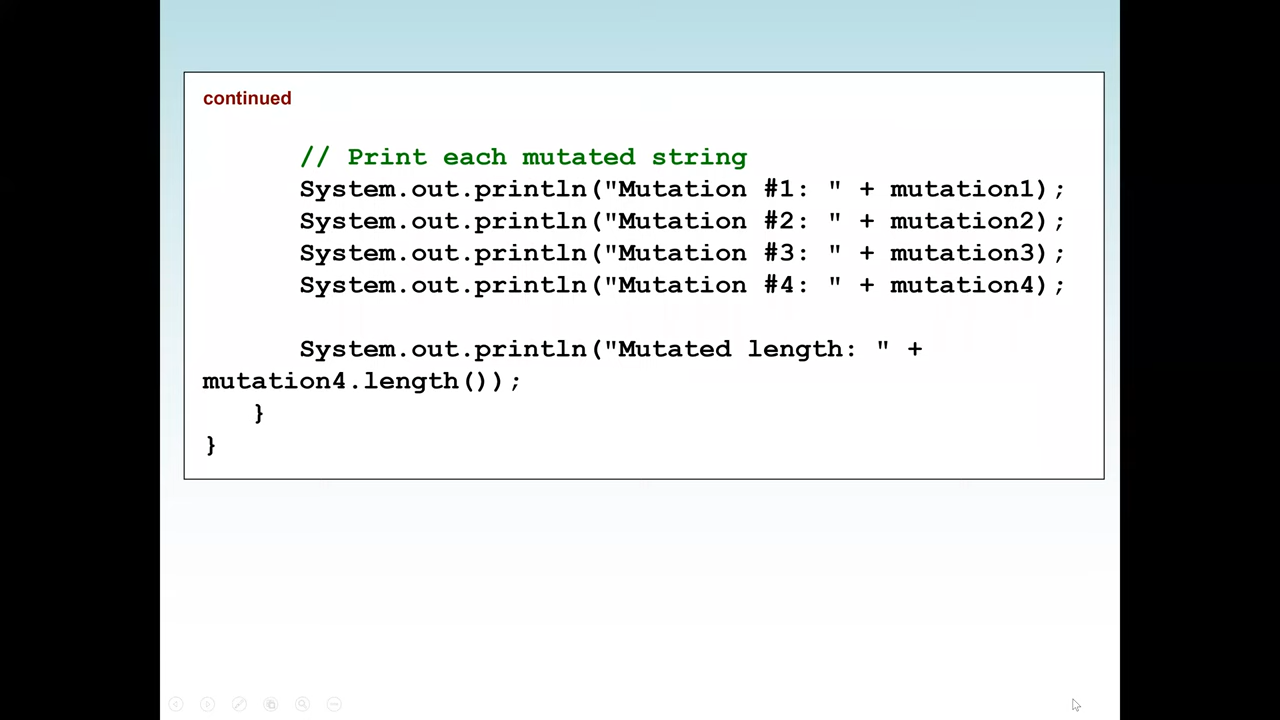 continued
// Print each mutated string
System.out.println("Mutation #1: " + mutation1);
System.out.println("Mutation #2: " + mutation2);
System.out.println("Mutation #3: " + mutation3);
System.out.println("Mutation #4: " + mutation4);
System.out.println("Mutated length: " +
mutation4.length());
}
}